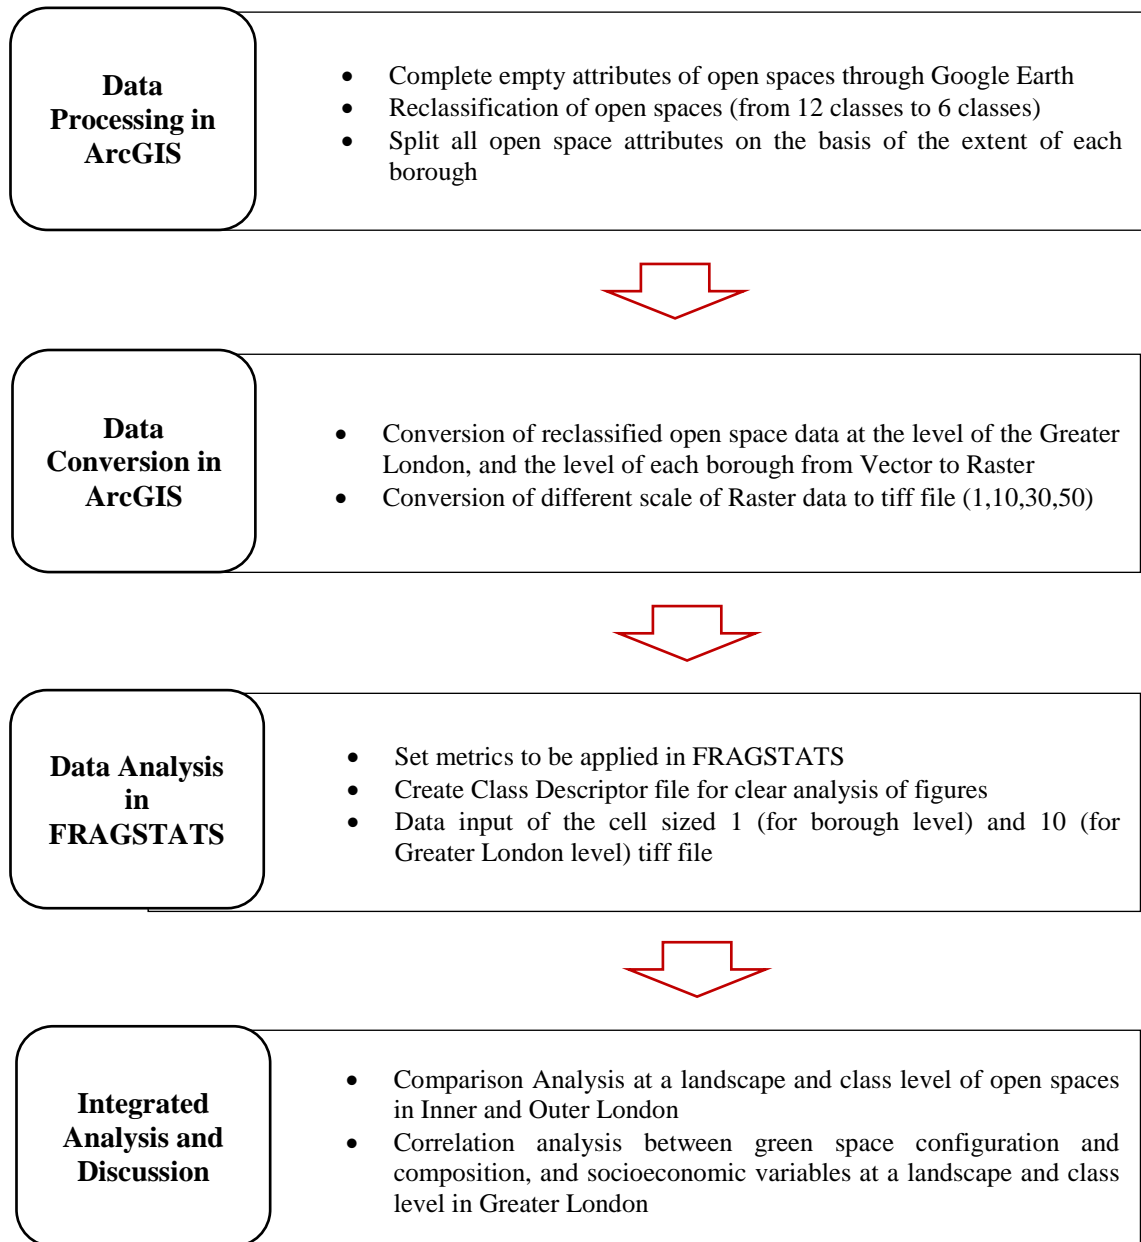 Data
Processing in
ArcGIS
• Complete empty attributes of open spaces through Google Earth
• Reclassification of open spaces (from 12 classes to 6 classes)
• Split all open space attributes on the basis of the extent of each
borough
Data
Conversion in
ArcGIS
• Conversion of reclassified open space data at the level of the Greater
London, and the level of each borough from Vector to Raster
• Conversion of different scale of Raster data to tiff file (1,10,30,50)
Data Analysis
in
FRAGSTATS
• Set metrics to be applied in FRAGSTATS
• Create Class Descriptor file for clear analysis of figures
• Data input of the cell sized 1 (for borough level) and 10 (for
Greater London level) tiff file
Integrated
Analysis and
Discussion
• Comparison Analysis at a landscape and class level of open spaces
in Inner and Outer London
• Correlation analysis between green space configuration and
composition, and socioeconomic variables at a landscape and class
level in Greater London